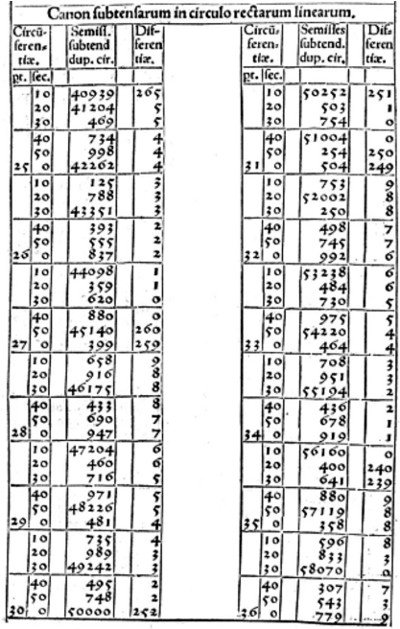 Canon subtensarum in circulo rectarum linearum.
Circũ- Semiss. Dif-
feren- subtend feren
tiæ. dup. cir. tiæ.
pt. sec.
10 40939 265
20 41204 5
30 469 5
40 734 4
50 998 4
25 0 42262 4
10 125 3
20 788 3
30 43351 3
40 393 2
50 555 2
26 0 837 2
10 44098 1
20 359 1
30 620 0
40 880 0
50 45140 260
27 0 399 259
10 658 9
20 916 8
30 46175 8
40 433 8
50 690 7
28 0 947 7
10 47204 6
20 460 6
30 716 5
40 971 5
50 48226 5
29 0 481 4
10 735 4
20 989 3
30 49242 3
40 495 2
50 748 2
30 0 50000 252
Circũ. Semisses Dif.
feren- subtend. feren
tiæ. dup. cir. tiæ.
pt. sec.
10 50252 251
20 503 1
30 754 0
40 51004 0
50 254 250
31 0 504 249
10 753 9
20 52002 8
30 250 8
40 498 7
50 745 7
32 0 992 6
10 53238 6
20 484 6
30 730 5
40 975 5
50 54220 4
33 0 464 4
10 708 3
20 951 3
30 55194 2
40 436 2
50 678 1
34 0 919 1
10 56160 0
20 400 240
30 641 239
40 880 9
50 57119 8
35 0 358 8
10 596 8
20 833 3
30 58070 0
40 307 7
50 543 3
36 0 779 9